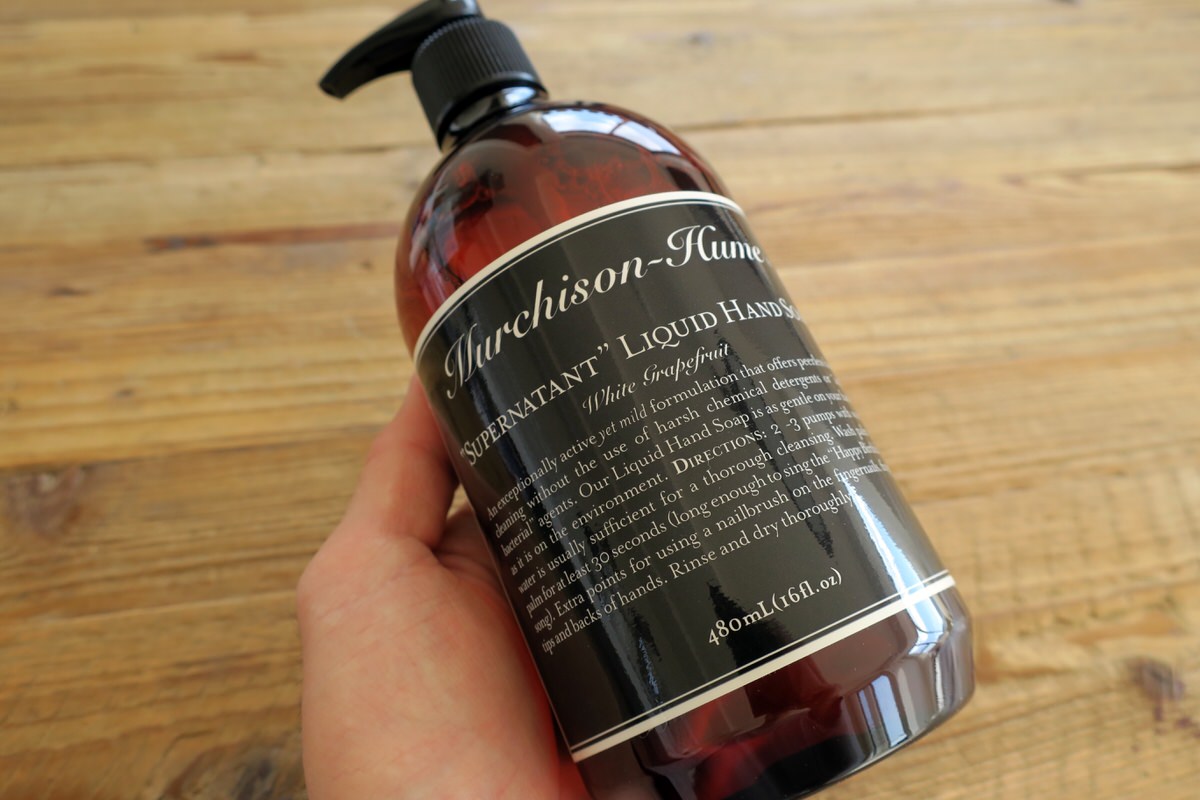 Murchison-Hume
"SUPERNATANT" LIQUID HAND
White Grapefruit
An exceptionally active yet mild formulation that offers
cleaning without the use of harsh chemical detergents or
bacterial" agents. Our Liquid Hand Soap is as gentle on your
as it is on the environment. DIRECTIONS: 2 -3 pumps with
water is usually sufficient for a thorough cleansing. Wash
palm for at least 30 seconds (long enough to sing the "Happy
song). Extra points for using a nailbrush on the fingernails,
tips and backs of hands. Rinse and dry thoroughly
480mL(16fl.oz)